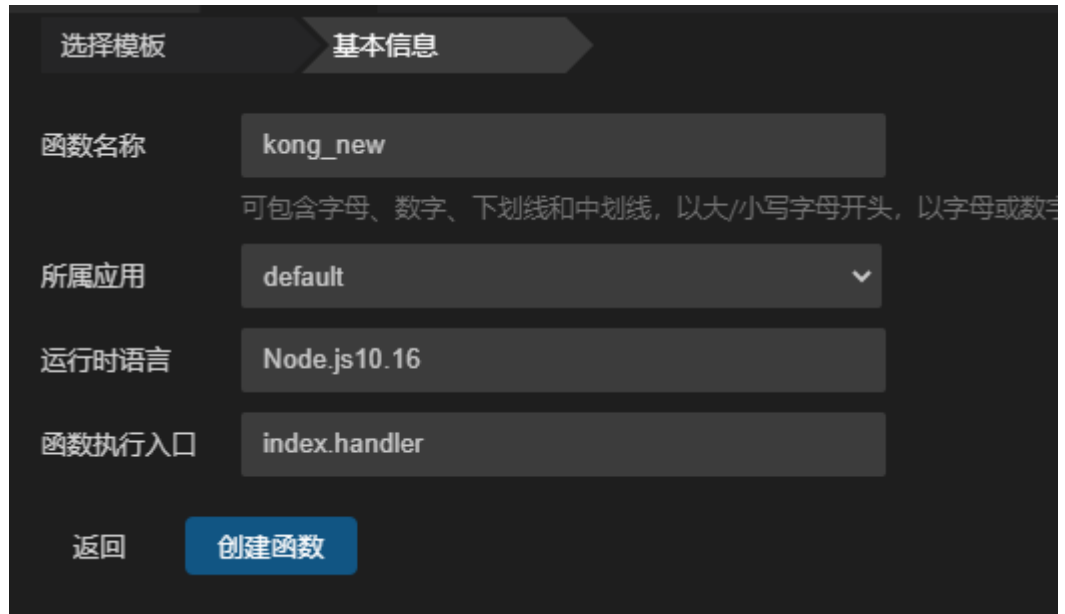 选择模板
基本信息
函数名称
kong_new
可包含字母、数字、下划线和中划线，以大/小写字母开头，以字母或数字
所属应用
default
运行时语言
Node.js10.16
函数执行入口
index.handler
返回
创建函数